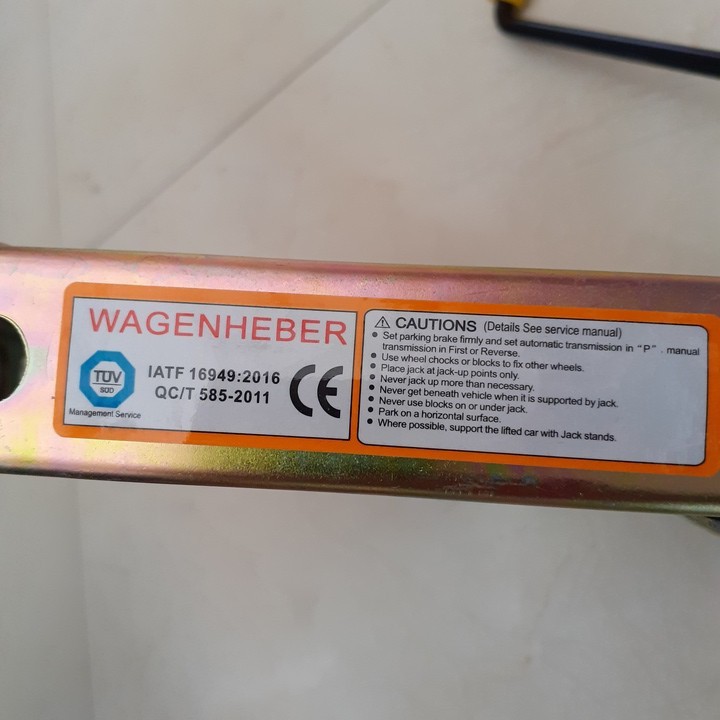 WAGENHEBER
TÜV
SÜD
Management Service
IATF 16949:2016
QC/T 585-2011
CE
CAUTIONS (Details See service manual)
● Set parking brake firmly and set automatic transmission in "P" , manual
transmission in First or Reverse.
● Use wheel chocks or blocks to fix other wheels.
● Place jack at jack-up points only.
● Never jack up more than necessary.
● Never get beneath vehicle when it is supported by jack.
● Never use blocks on or under jack.
● Park on a horizontal surface.
● Where possible, support the lifted car with Jack stands.